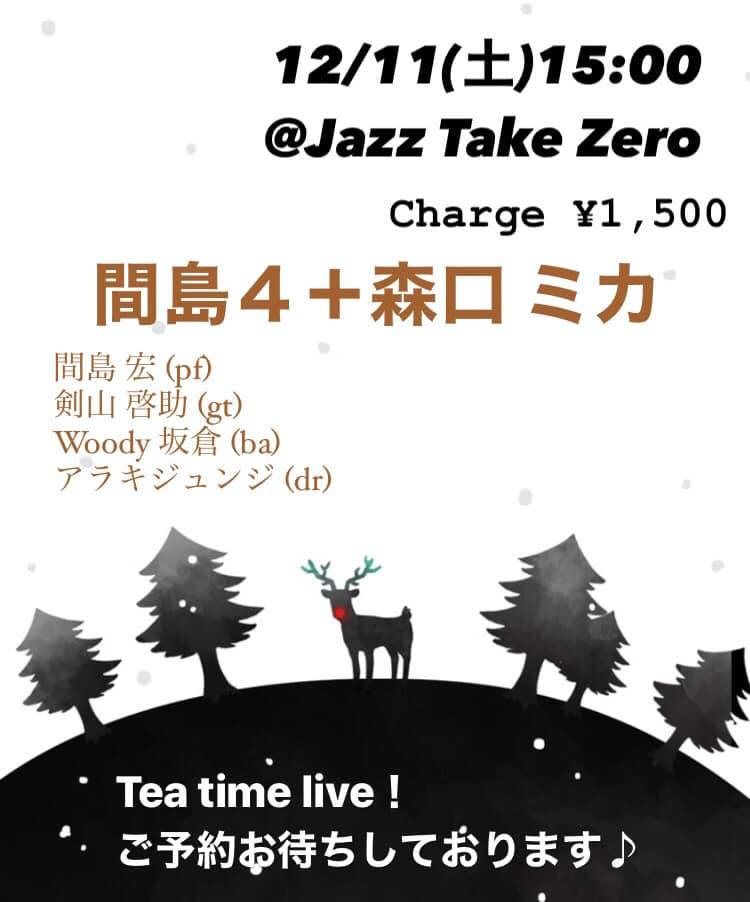 12/11(土)15:00
@Jazz Take Zero
Charge ¥1,500
間島４＋森口 ミカ
間島 宏 (pf)
剣山 啓助 (gt)
Woody 坂倉 (ba)
アラキジュンジ (dr)
Tea time live！
ご予約お待ちしております♪